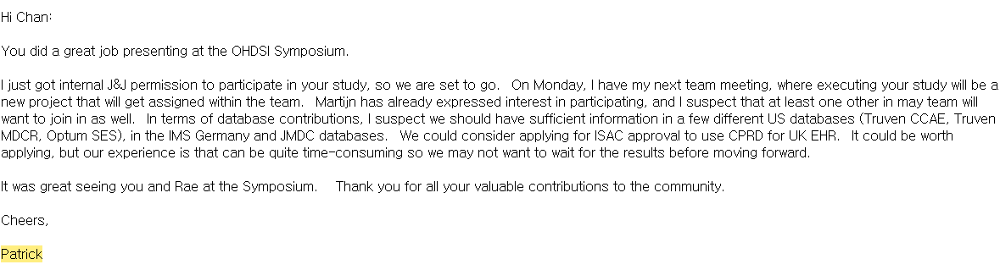 Hi Chan:
You did a great job presenting at the OHDSI Symposium.
I just got internal J&J permission to participate in your study, so we are set to go.  On Monday, I have my next team meeting, where executing your study will be a
new project that will get assigned within the team.  Martijn has already expressed interest in participating, and I suspect that at least one other in may team will
want to join in as well.  In terms of database contributions, I suspect we should have sufficient information in a few different US databases (Truven CCAE, Truven
MDCR, Optum SES), in the IMS Germany and JMDC databases.  We could consider applying for ISAC approval to use CPRD for UK EHR.  It could be worth
applying, but our experience is that can be quite time-consuming so we may not want to wait for the results before moving forward.
It was great seeing you and Rae at the Symposium.   Thank you for all your valuable contributions to the community.
Cheers,
Patrick